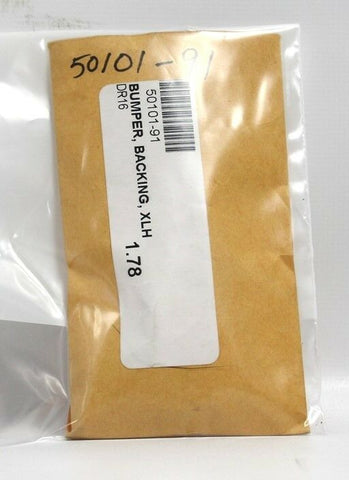 50101-91
50101-91
BUMPER, BACKING, XLH
DR16
1.78